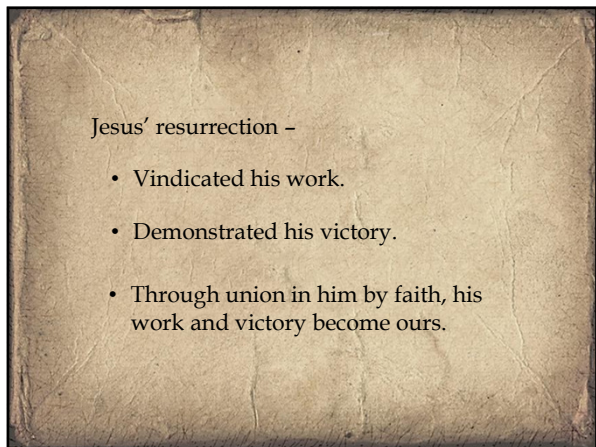 Jesus’ resurrection –
• Vindicated his work.
• Demonstrated his victory.
• Through union in him by faith, his
work and victory become ours.